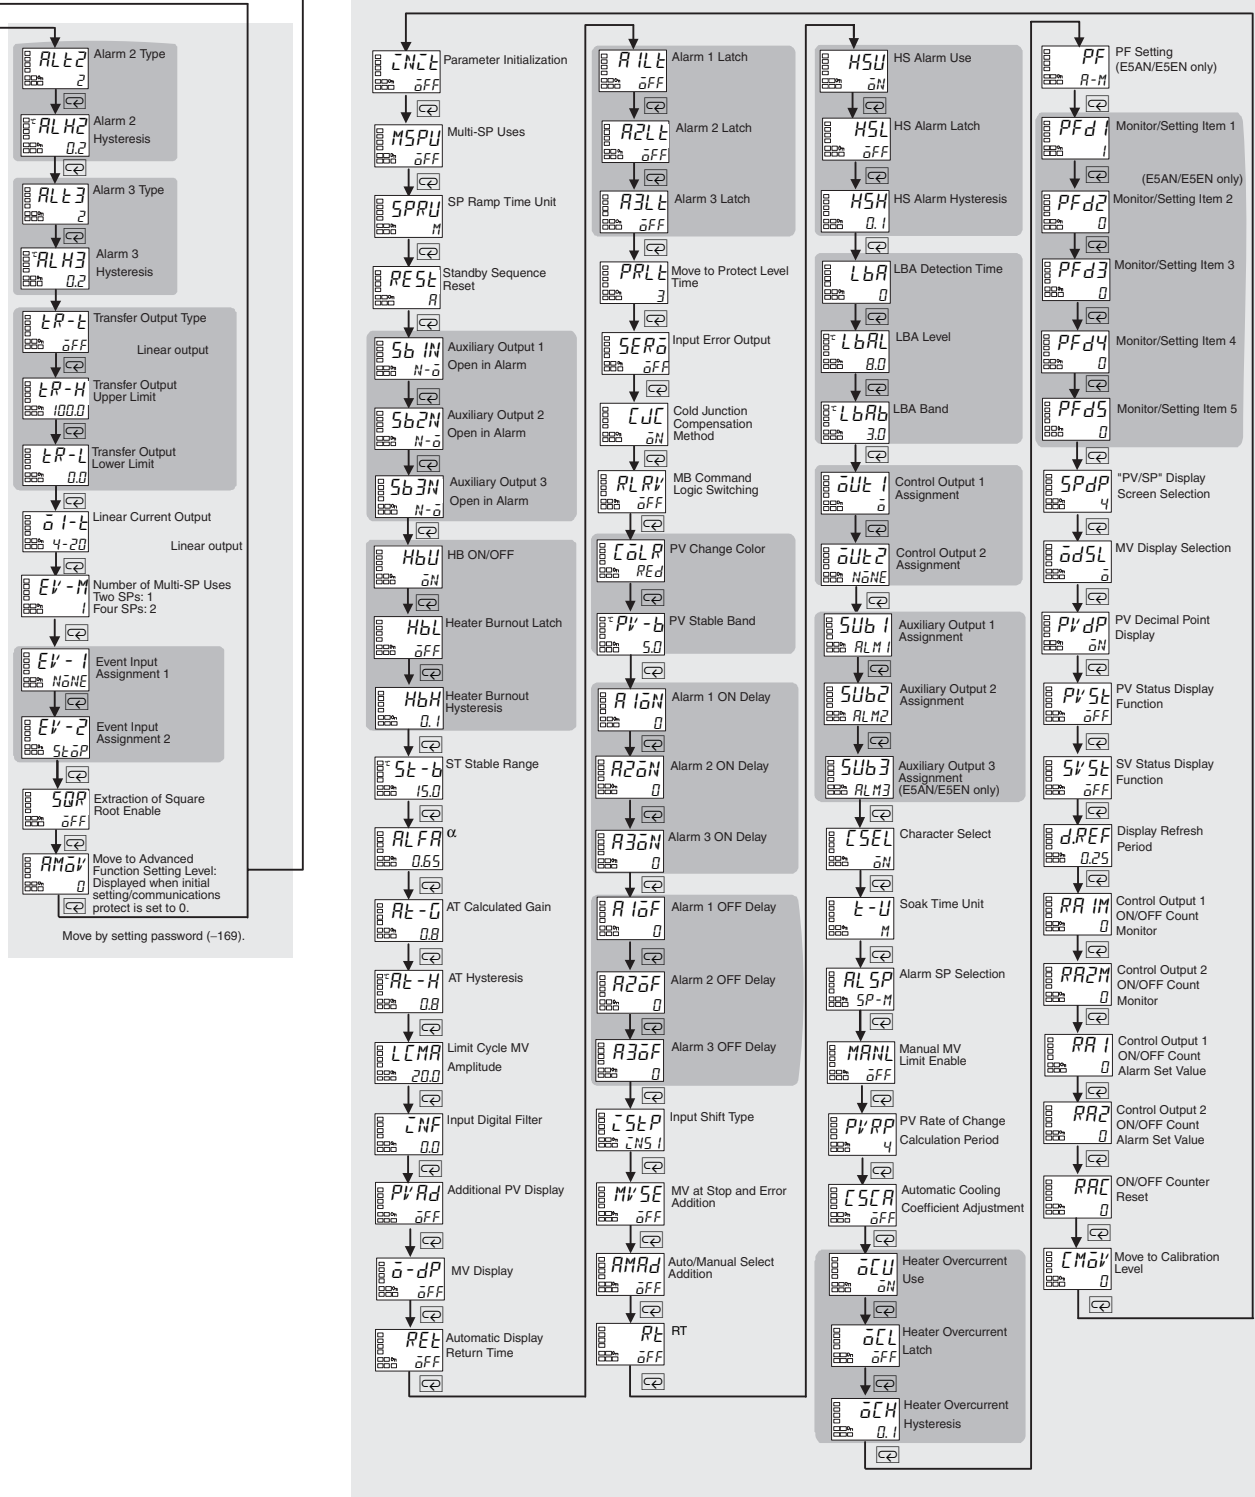 ALt2
2
Alarm 2 Type
ALH2
0.2
Alarm 2
Hysteresis
ALt3
2
Alarm 3 Type
ALH3
0.2
Alarm 3
Hysteresis
tR-t
oFF
Transfer Output Type
Linear output
tR-H
100.0
Transfer Output
Upper Limit
tR-L
0.0
Transfer Output
Lower Limit
o1-t
4-20
Linear Current Output
Linear output
EV-M
1
Number of Multi-SP Uses
Two SPs: 1
Four SPs: 2
EV-1
NoNE
Event Input
Assignment 1
EV-2
StoP
Event Input
Assignment 2
SQR
oFF
Extraction of Square
Root Enable
AMoV
0
Move to Advanced
Function Setting Level:
Displayed when initial
setting/communications
protect is set to 0.
Move by setting password (−169).
INIt
oFF
Parameter Initialization
MSPU
oFF
Multi-SP Uses
SPRU
M
SP Ramp Time Unit
RESt
A
Standby Sequence
Reset
Sb1N
N-o
Auxiliary Output 1
Open in Alarm
Sb2N
N-o
Auxiliary Output 2
Open in Alarm
Sb3N
N-o
Auxiliary Output 3
Open in Alarm
HbU
oN
HB ON/OFF
HbL
oFF
Heater Burnout Latch
HbH
0.1
Heater Burnout
Hysteresis
St-b
15.0
ST Stable Range
ALFA
0.65
α
At-G
0.8
AT Calculated Gain
At-H
0.8
AT Hysteresis
LCMA
20.0
Limit Cycle MV
Amplitude
INF
0.0
Input Digital Filter
PVAd
oFF
Additional PV Display
o-dP
oFF
MV Display
REt
oFF
Automatic Display
Return Time
A1Lt
oFF
Alarm 1 Latch
A2Lt
oFF
Alarm 2 Latch
A3Lt
oFF
Alarm 3 Latch
PRLt
3
Move to Protect Level
Time
SERo
oFF
Input Error Output
CJC
oN
Cold Junction
Compensation
Method
RLRV
oFF
MB Command
Logic Switching
CoLR
REd
PV Change Color
PV-b
5.0
PV Stable Band
A1oN
0
Alarm 1 ON Delay
A2oN
0
Alarm 2 ON Delay
A3oN
0
Alarm 3 ON Delay
A1oF
0
Alarm 1 OFF Delay
A2oF
0
Alarm 2 OFF Delay
A3oF
0
Alarm 3 OFF Delay
IStP
INS1
Input Shift Type
MVSE
oFF
MV at Stop and Error
Addition
AMAd
oFF
Auto/Manual Select
Addition
Rt
oFF
RT
HSU
oN
HS Alarm Use
HSL
oFF
HS Alarm Latch
HSH
0.1
HS Alarm Hysteresis
LbA
0
LBA Detection Time
LbAL
8.0
LBA Level
LbAb
3.0
LBA Band
oUt1
o
Control Output 1
Assignment
oUt2
NoNE
Control Output 2
Assignment
SUb1
ALM1
Auxiliary Output 1
Assignment
SUb2
ALM2
Auxiliary Output 2
Assignment
SUb3
ALM3
Auxiliary Output 3
Assignment
(E5AN/E5EN only)
CSEL
oN
Character Select
t-U
M
Soak Time Unit
ALSP
SP-M
Alarm SP Selection
MANL
oFF
Manual MV
Limit Enable
PVRP
4
PV Rate of Change
Calculation Period
CSCA
oFF
Automatic Cooling
Coefficient Adjustment
oCU
oN
Heater Overcurrent
Use
oCL
oFF
Heater Overcurrent
Latch
oCH
0.1
Heater Overcurrent
Hysteresis
PF
A-M
PF Setting
(E5AN/E5EN only)
PFd1
1
Monitor/Setting Item 1
(E5AN/E5EN only)
PFd2
0
Monitor/Setting Item 2
PFd3
0
Monitor/Setting Item 3
PFd4
0
Monitor/Setting Item 4
PFd5
0
Monitor/Setting Item 5
SPdP
4
"PV/SP" Display
Screen Selection
odSL
o
MV Display Selection
PVdP
oN
PV Decimal Point
Display
PVSt
oFF
PV Status Display
Function
SVSt
oFF
SV Status Display
Function
d.REF
0.25
Display Refresh
Period
RA1M
0
Control Output 1
ON/OFF Count
Monitor
RA2M
0
Control Output 2
ON/OFF Count
Monitor
RA1
0
Control Output 1
ON/OFF Count
Alarm Set Value
RA2
0
Control Output 2
ON/OFF Count
Alarm Set Value
RAC
0
ON/OFF Counter
Reset
CMoV
0
Move to Calibration
Level